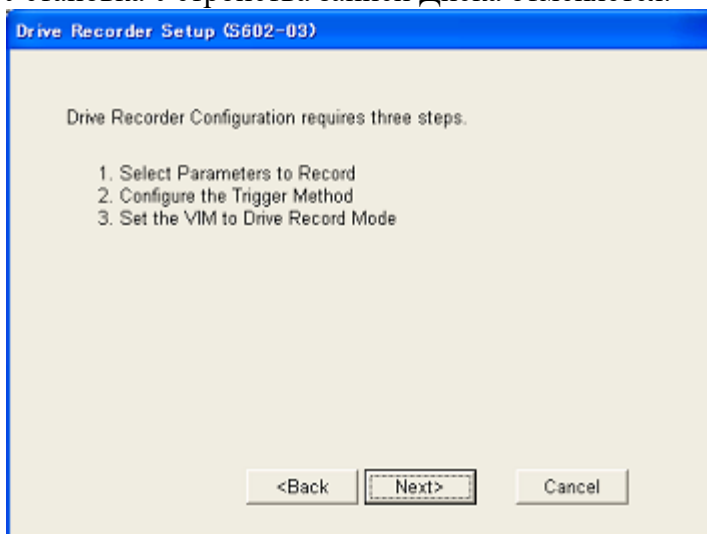 Drive Recorder Setup (S602-03)
Drive Recorder Configuration requires three steps.
1. Select Parameters to Record
2. Configure the Trigger Method
3. Set the VIM to Drive Record Mode
<Back Next> Cancel